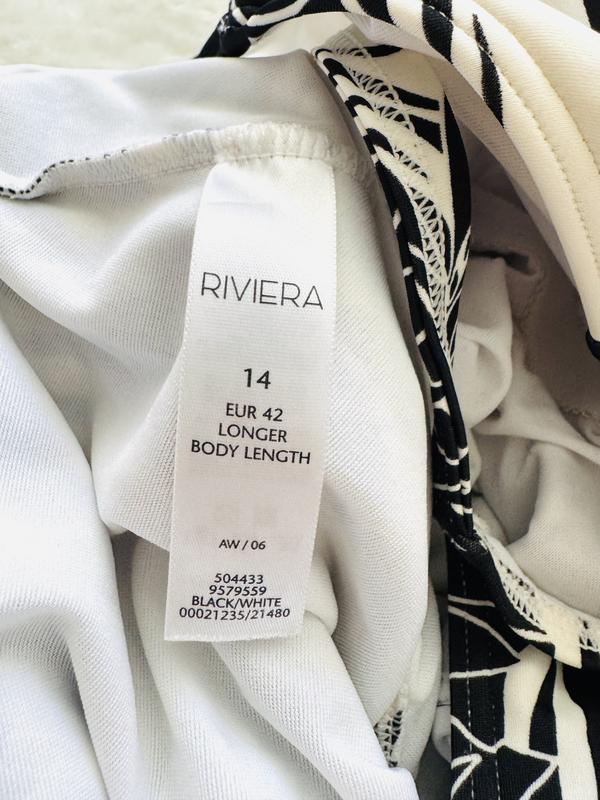 RIVIERA
14
EUR 42
LONGER
BODY LENGTH
AW / 06
504433
9579559
BLACK/WHITE
00021235/21480